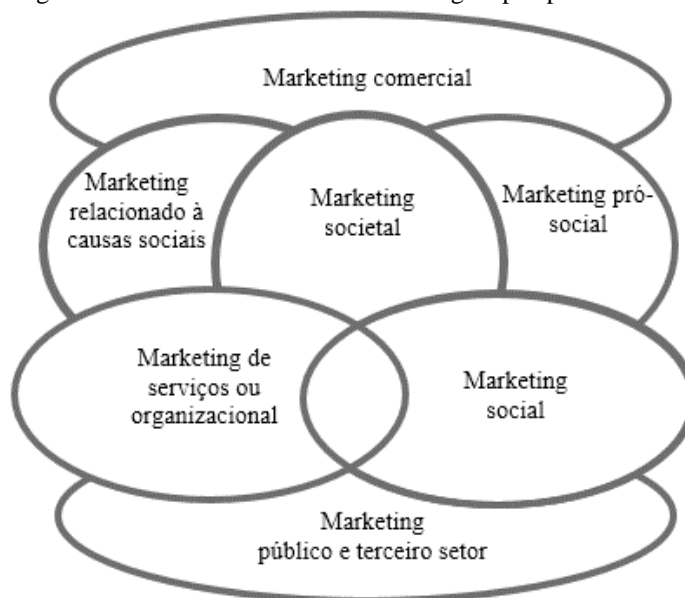 Marketing comercial
Marketing
relacionado à
causas sociais
Marketing
societal
Marketing pró-
social
Marketing de
serviços ou
organizacional
Marketing
social
Marketing
público e terceiro setor